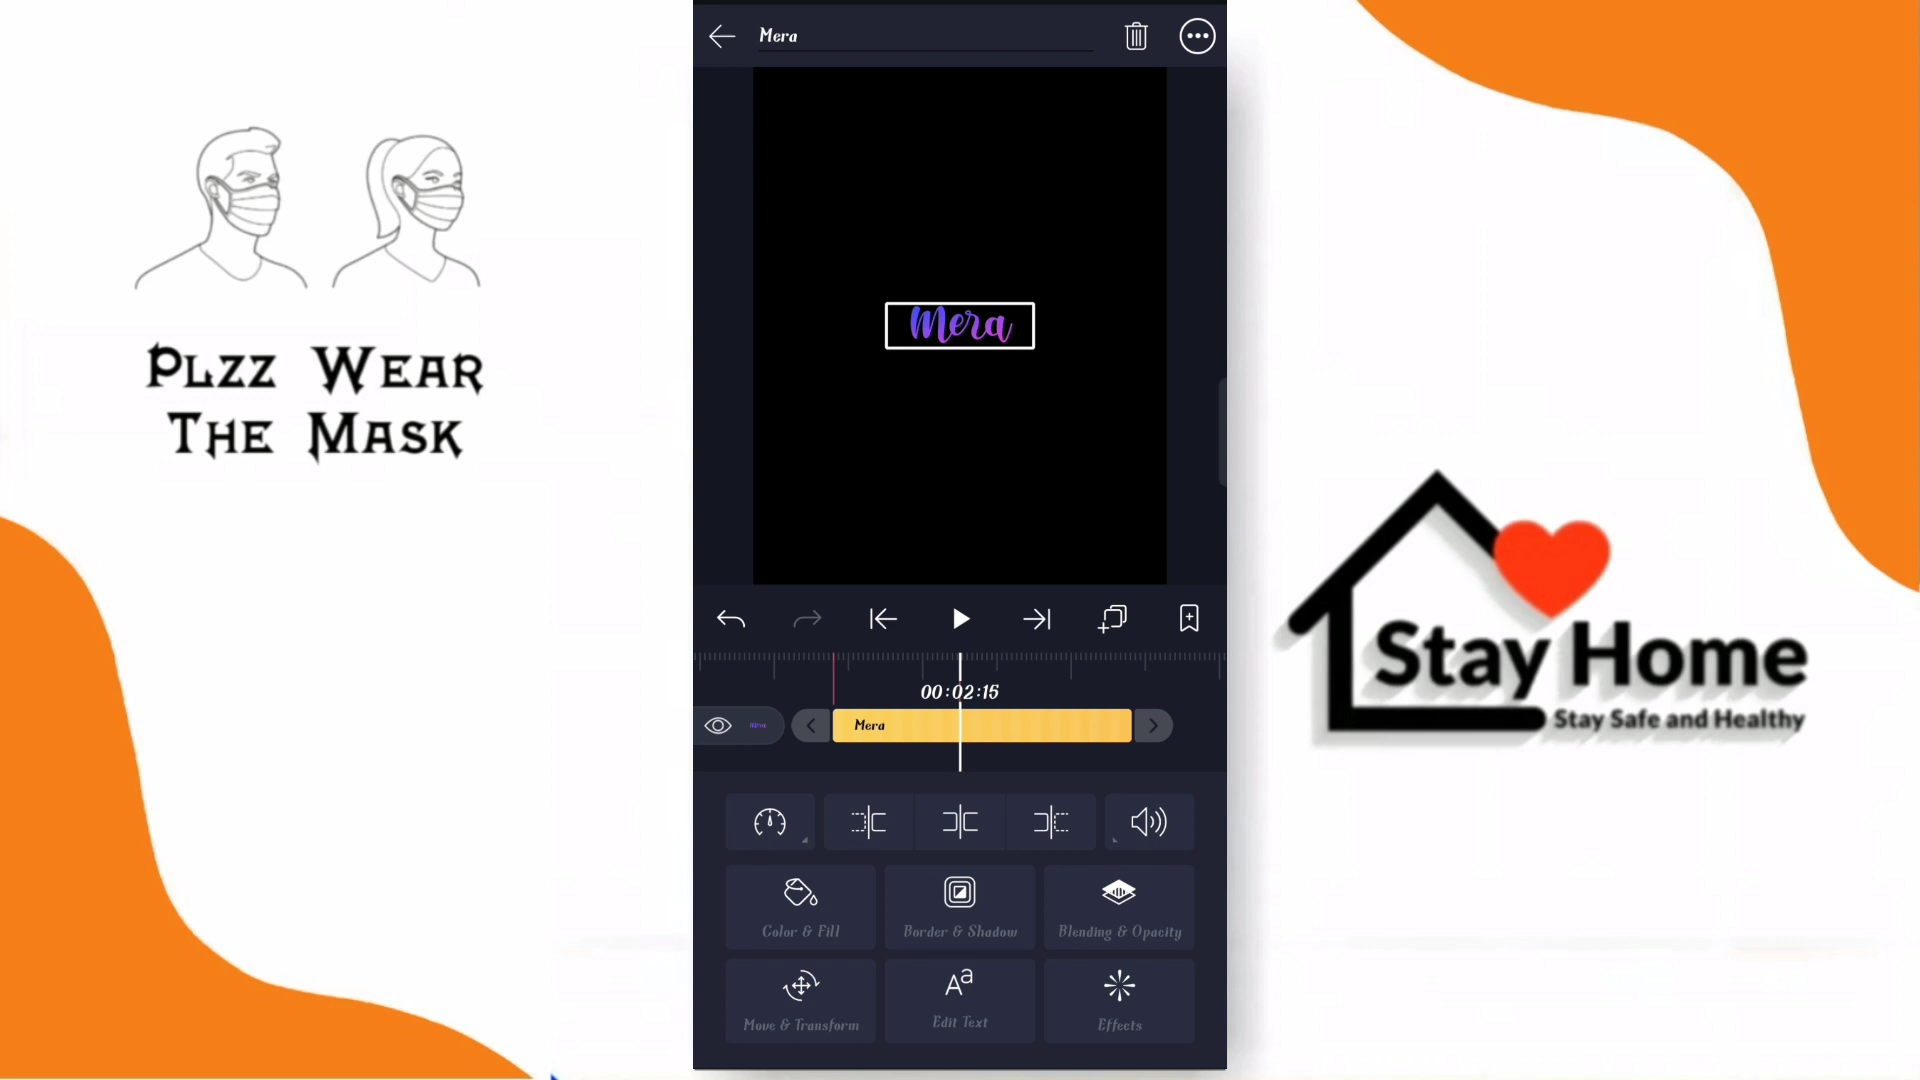 Mera
Plzz Wear
The Mask
Mera
00:02:15
Mera
Color & Fill
Border & Shadow
Blending & Opacity
Move & Transform
Aa
Edit Text
Effects
Stay Home
Stay Safe and Healthy